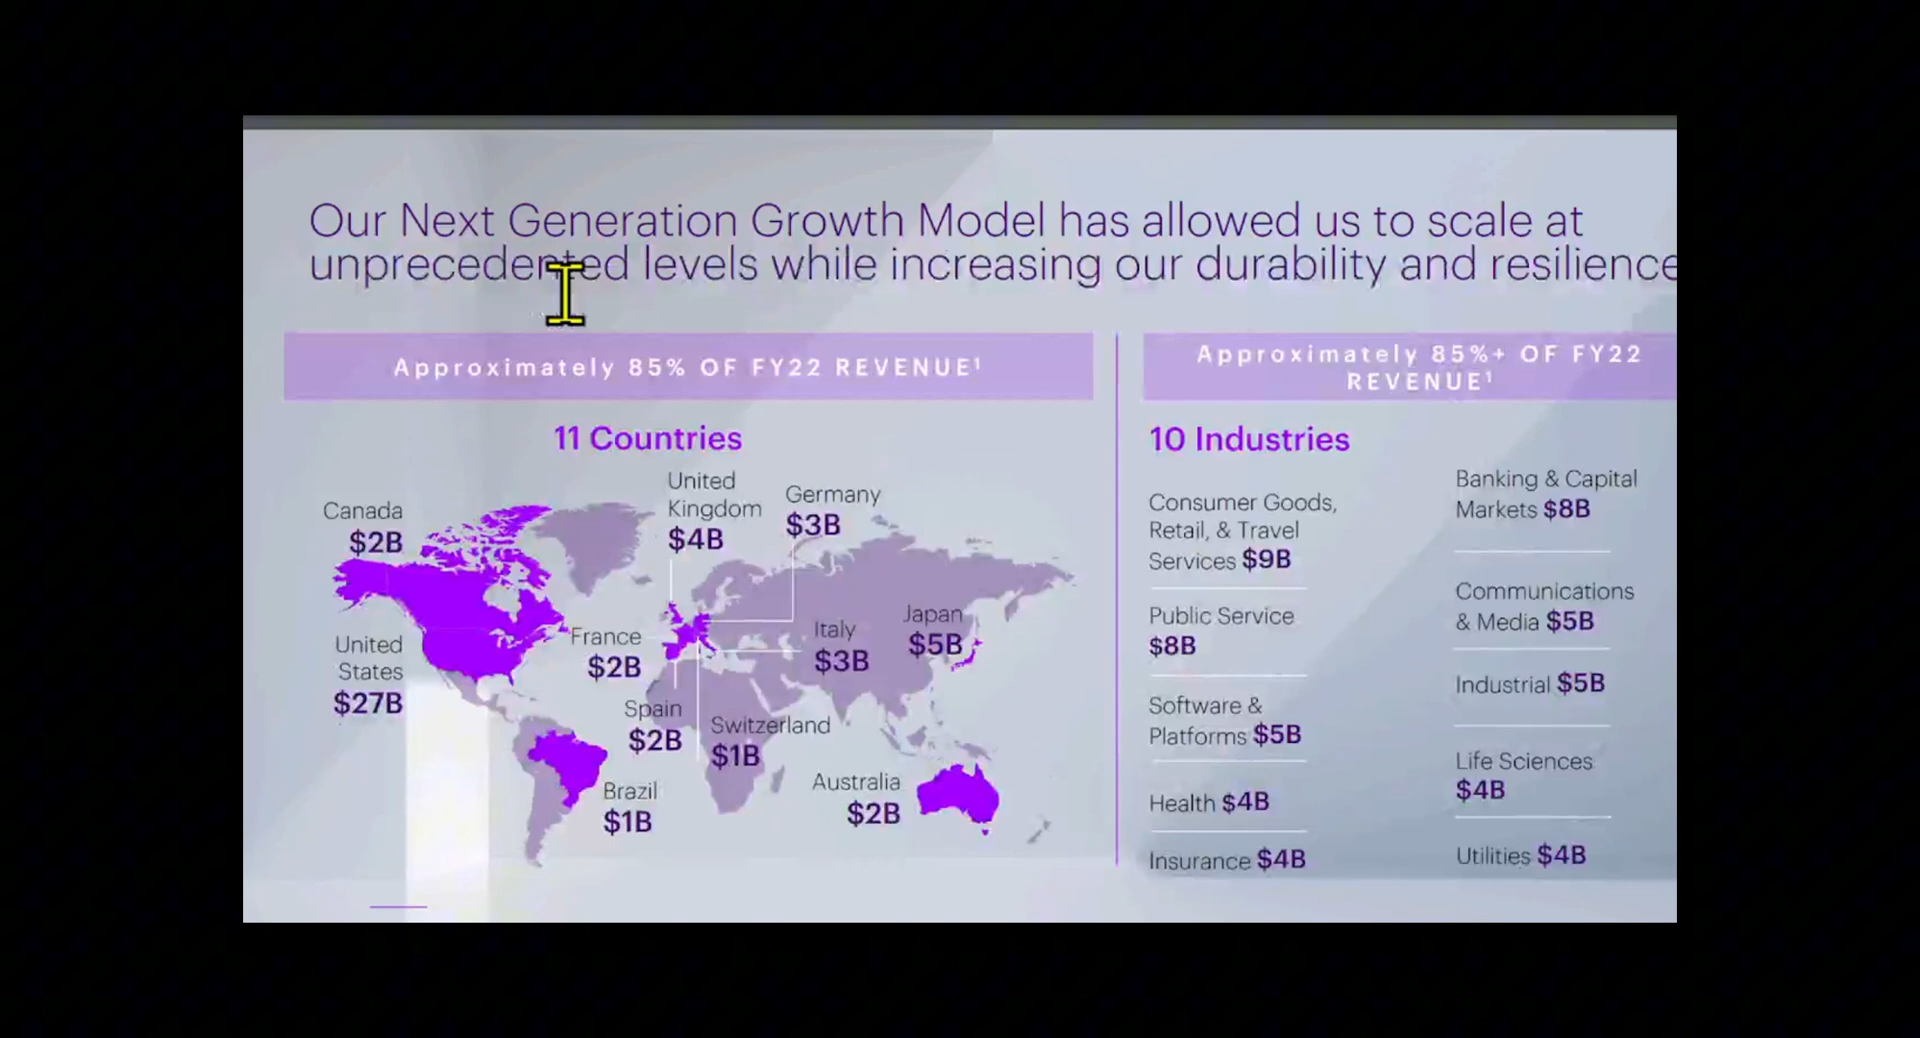 Our Next Generation Growth Model has allowed us to scale at
unprecedented levels while increasing our durability and resilience
Approximately 85% OF FY22 REVENUE¹
11 Countries
Canada
$2B
United
Kingdom
$4B
Germany
$3B
United
States
$27B
France
$2B
Italy
$3B
Japan
$5B
Spain
$2B
Switzerland
$1B
Brazil
$1B
Australia
$2B
Approximately 85%+ OF FY22
REVENUE¹
10 Industries
Consumer Goods,
Retail, & Travel
Services $9B
Public Service
$8B
Software &
Platforms $5B
Health $4B
Insurance $4B
Banking & Capital
Markets $8B
Communications
& Media $5B
Industrial $5B
Life Sciences
$4B
Utilities $4B